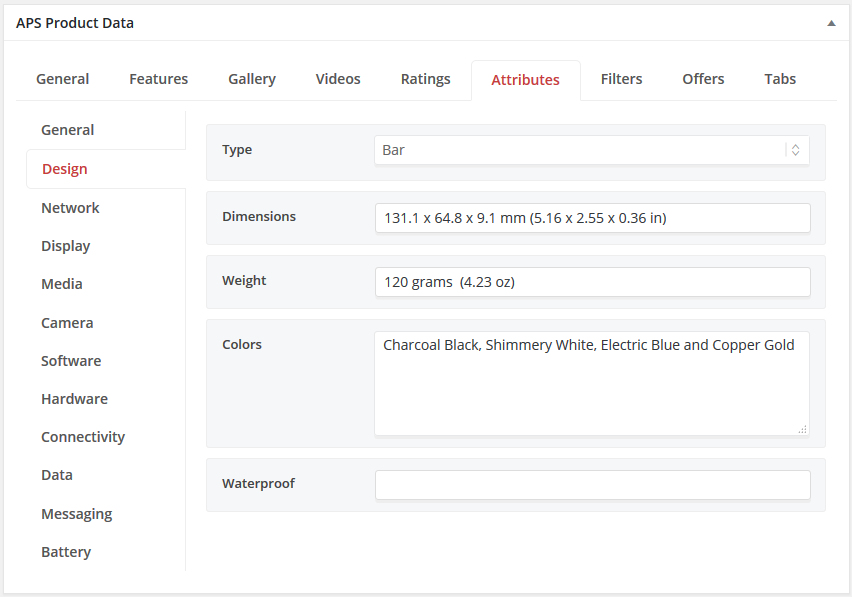 APS Product Data
General Features Gallery Videos Ratings Attributes Filters Offers Tabs
General
Design
Network
Display
Media
Camera
Software
Hardware
Connectivity
Data
Messaging
Battery
Type Bar
Dimensions 131.1 x 64.8 x 9.1 mm (5.16 x 2.55 x 0.36 in)
Weight 120 grams  (4.23 oz)
Colors Charcoal Black, Shimmery White, Electric Blue and Copper Gold
Waterproof